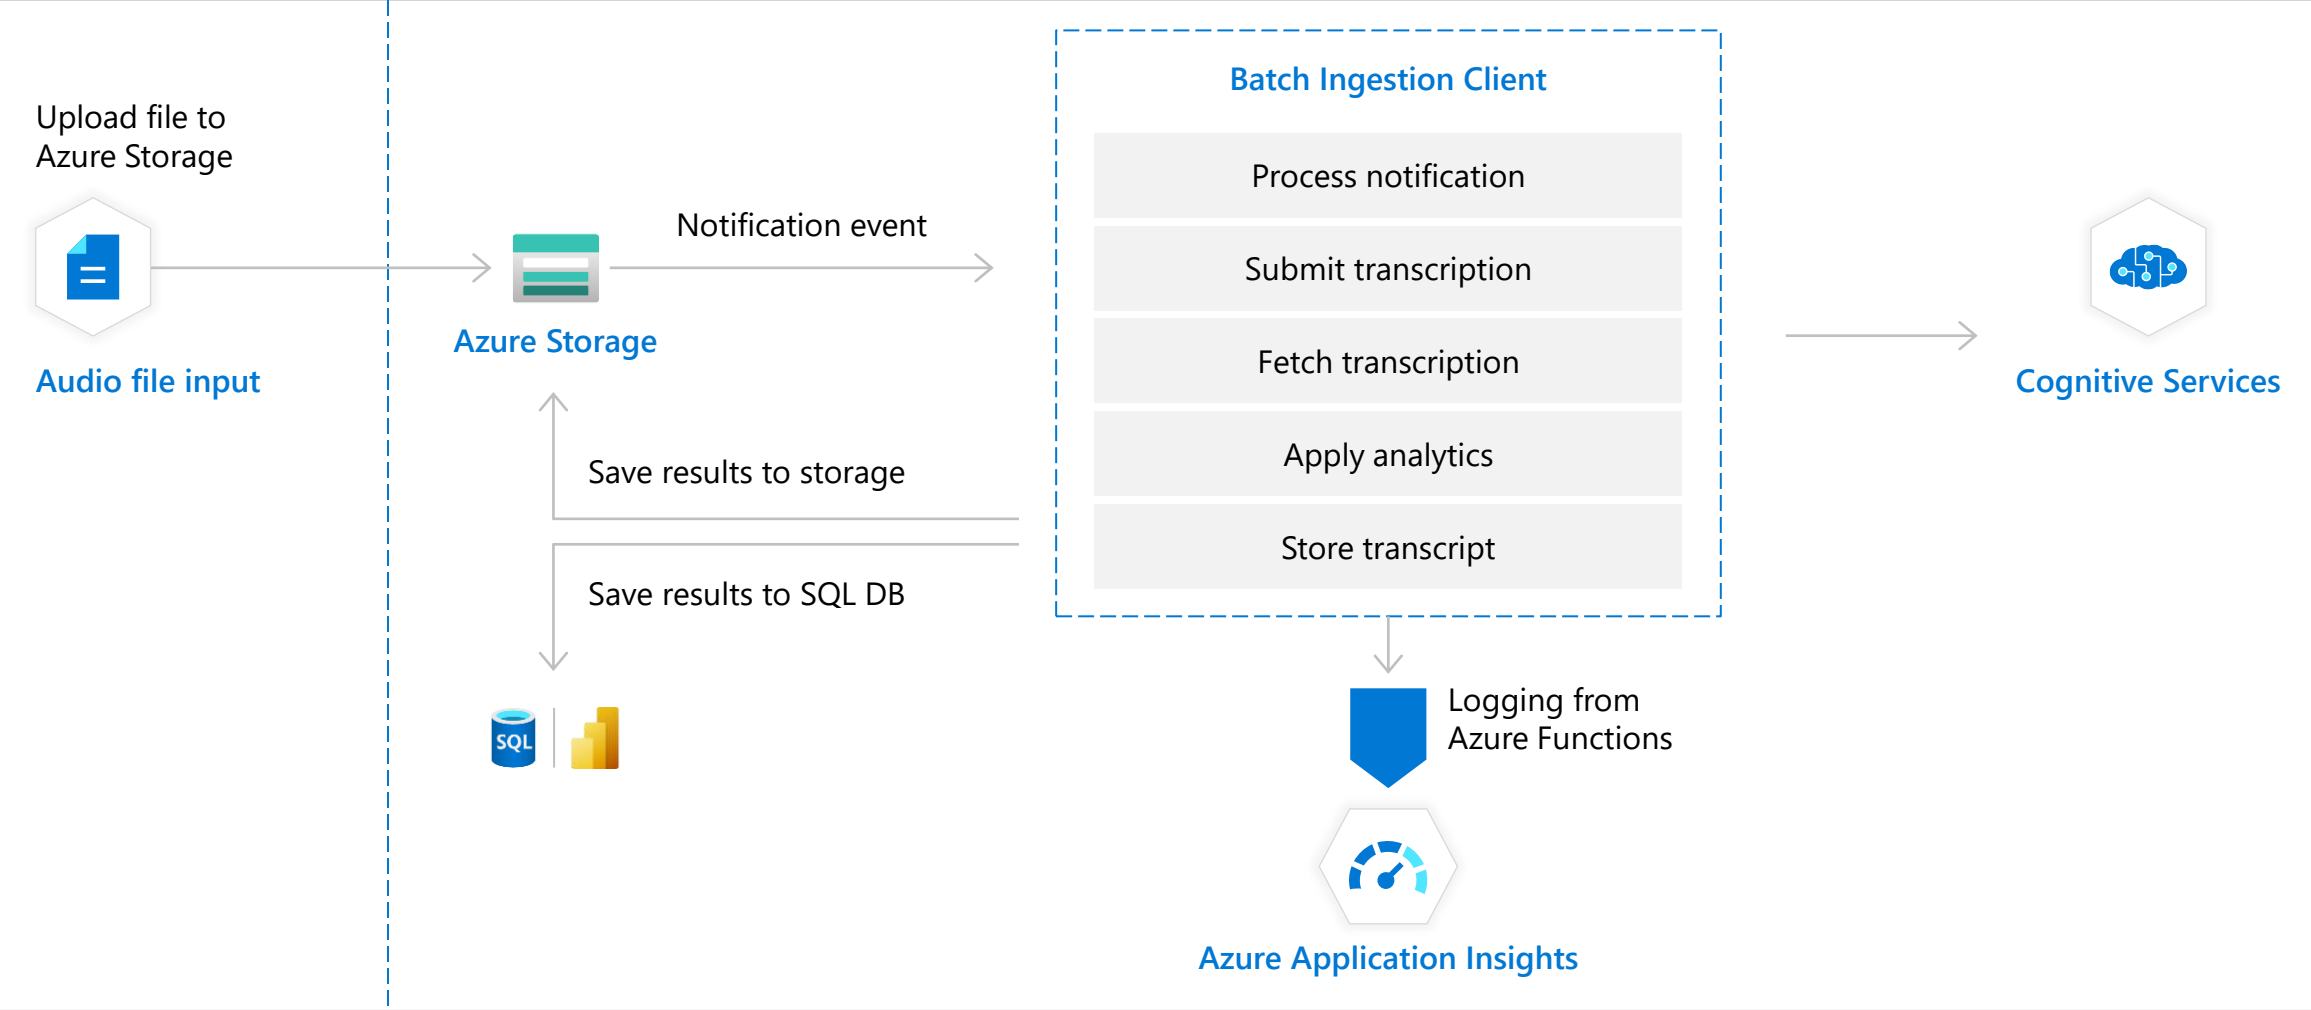 Upload file to
Azure Storage
Audio file input
Azure Storage
Notification event
Save results to storage
Save results to SQL DB
SQL
Batch Ingestion Client
Process notification
Submit transcription
Fetch transcription
Apply analytics
Store transcript
Logging from
Azure Functions
Azure Application Insights
Cognitive Services